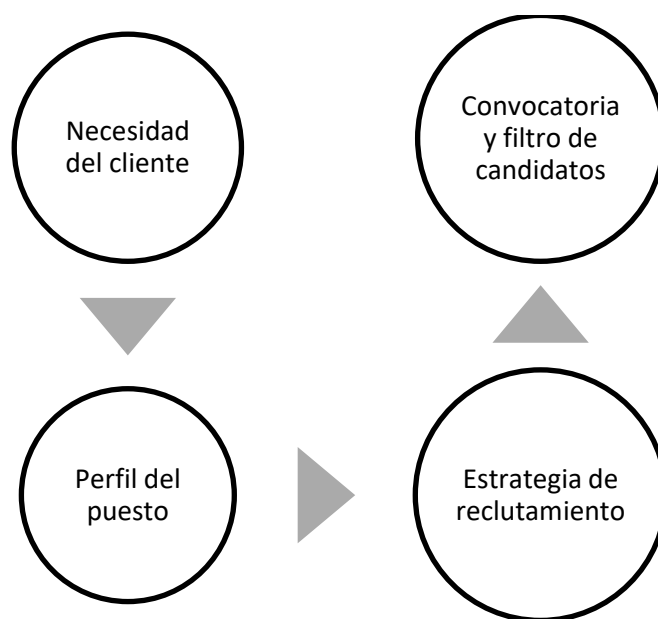 Necesidad
del cliente
Perfil del
puesto
Estrategia de
reclutamiento
Convocatoria
y filtro de
candidatos